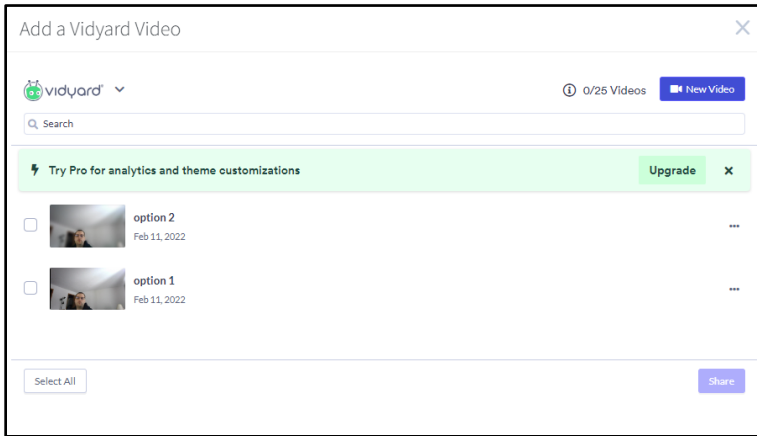 Add a Vidyard Video
vidyard
0/25 Videos
New Video
Search
Try Pro for analytics and theme customizations
Upgrade
option 2
Feb 11, 2022
option 1
Feb 11, 2022
Select All
Share